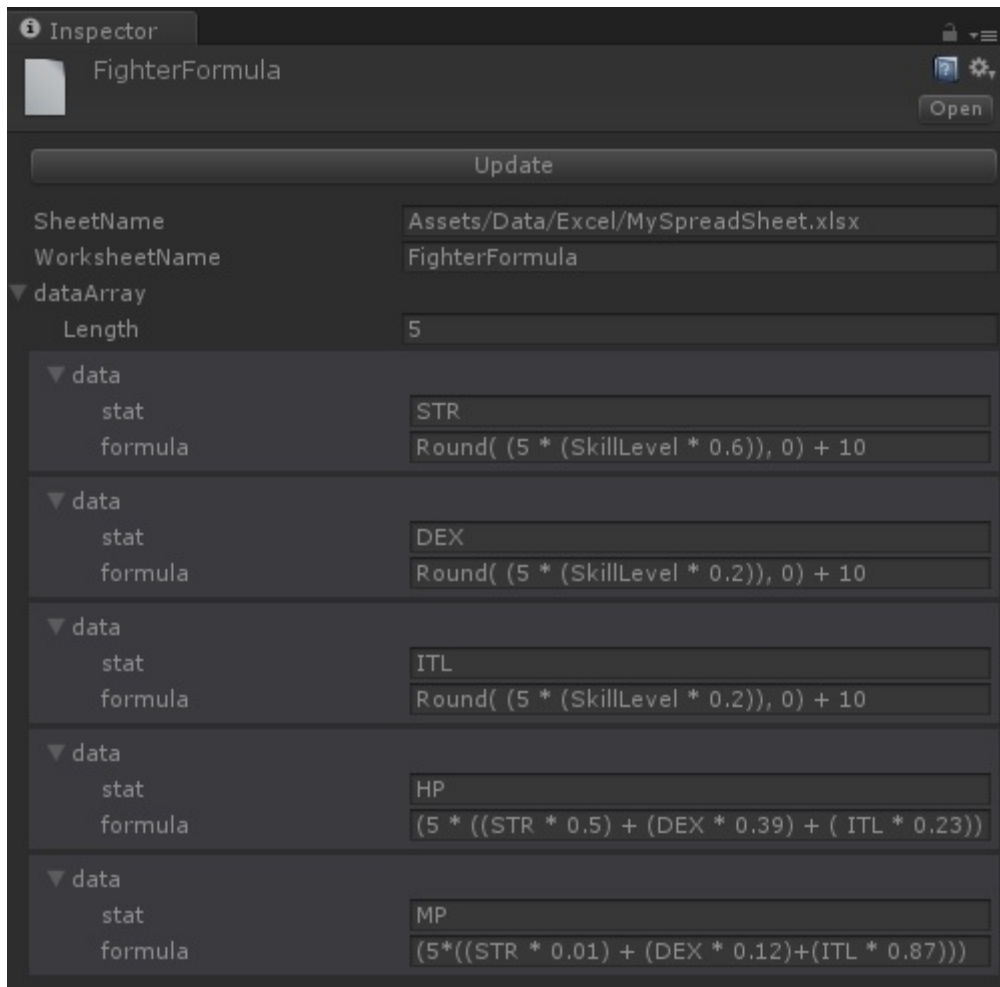 Inspector
FighterFormula
Open
Update
SheetName Assets/Data/Excel/MySpreadSheet.xlsx
WorksheetName FighterFormula
dataArray
Length 5
data
stat STR
formula Round( (5 * (SkillLevel * 0.6)), 0) + 10
data
stat DEX
formula Round( (5 * (SkillLevel * 0.2)), 0) + 10
data
stat ITL
formula Round( (5 * (SkillLevel * 0.2)), 0) + 10
data
stat HP
formula (5 * ((STR * 0.5) + (DEX * 0.39) + ( ITL * 0.23))
data
stat MP
formula (5*((STR * 0.01) + (DEX * 0.12)+(ITL * 0.87)))